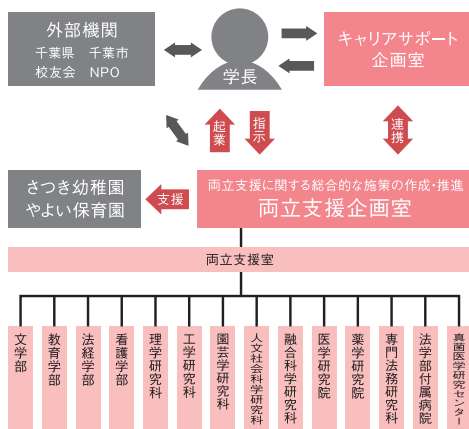 外部機関
千葉県　千葉市
校友会　NPO
学長
キャリアサポート
企画室
起業
指示
連携
さつき幼稚園
やよい保育園
支援
両立支援に関する総合的な施策の作成・推進
両立支援企画室
両立支援室
文学部
教育学部
法経学部
看護学部
理学研究科
工学研究科
園芸学研究科
人文社会科学研究科
融合科学研究科
医学研究院
薬学研究院
専門法務研究科
法学部付属病院
真菌医学研究センター